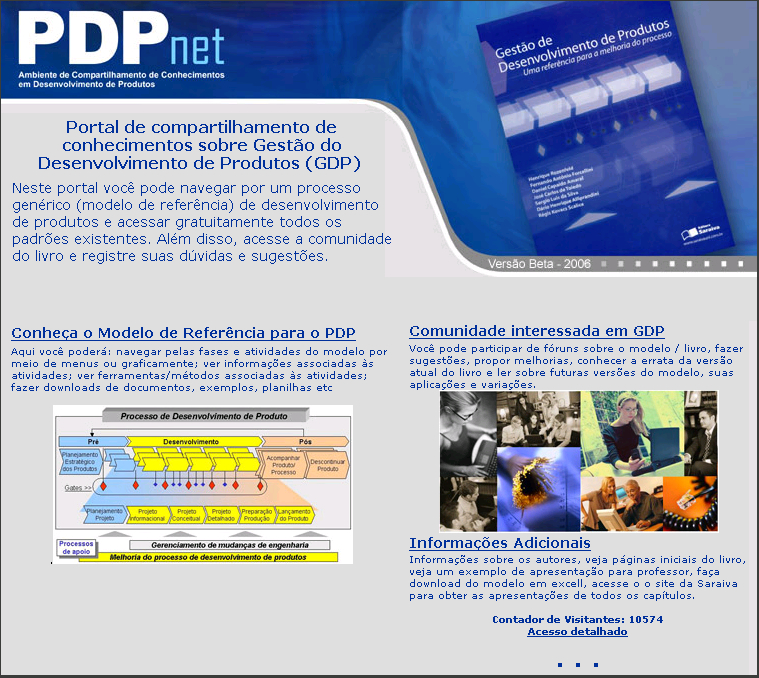 PDPnet
Ambiente de Compartilhamento de Conhecimentos
em Desenvolvimento de Produtos
Gestão de
Desenvolvimento de Produtos
Uma referência para a melhoria do processo
Henrique Rozenfeld
Fernando Antônio Forcellini
Daniel Capaldo Amaral
José Carlos de Toledo
Sergio Luis da Silva
Dário Henrique Alliprandini
Régis Kovacs Scalice
Editora
Saraiva
Versão Beta - 2006
Portal de compartilhamento de
conhecimentos sobre Gestão do
Desenvolvimento de Produtos (GDP)
Neste portal você pode navegar por um processo
genérico (modelo de referência) de desenvolvimento
de produtos e acessar gratuitamente todos os
padrões existentes. Além disso, acesse a comunidade
do livro e registre suas dúvidas e sugestões.
Conheça o Modelo de Referência para o PDP
Aqui você poderá: navegar pelas fases e atividades do modelo por
meio de menus ou graficamente; ver informações associadas às
atividades; ver ferramentas/métodos associadas às atividades;
fazer downloads de documentos, exemplos, planilhas etc
Processo de Desenvolvimento de Produto
Pré
Desenvolvimento
Pós
Planejamento
Estratégico
dos Produtos
Acompanhar
Produto/
Processo
Descontinuar
Produto
Gates >>
Planejamento
Projeto
Projeto
Informacional
Projeto
Conceitual
Projeto
Detalhado
Preparação
Produção
Lançamento
do Produto
Processos
de apoio
Gerenciamento de mudanças de engenharia
Melhoria do processo de desenvolvimento de produtos
Comunidade interessada em GDP
Você pode participar de fóruns sobre o modelo / livro, fazer
sugestões, propor melhorias, conhecer a errata da versão
atual do livro e ler sobre futuras versões do modelo, suas
aplicações e variações.
Informações Adicionais
Informações sobre os autores, veja páginas iniciais do livro,
veja um exemplo de apresentação para professor, faça
download do modelo em excell, acesse o o site da Saraiva
para obter as apresentações de todos os capítulos.
Contador de Visitantes: 10574
Acesso detalhado